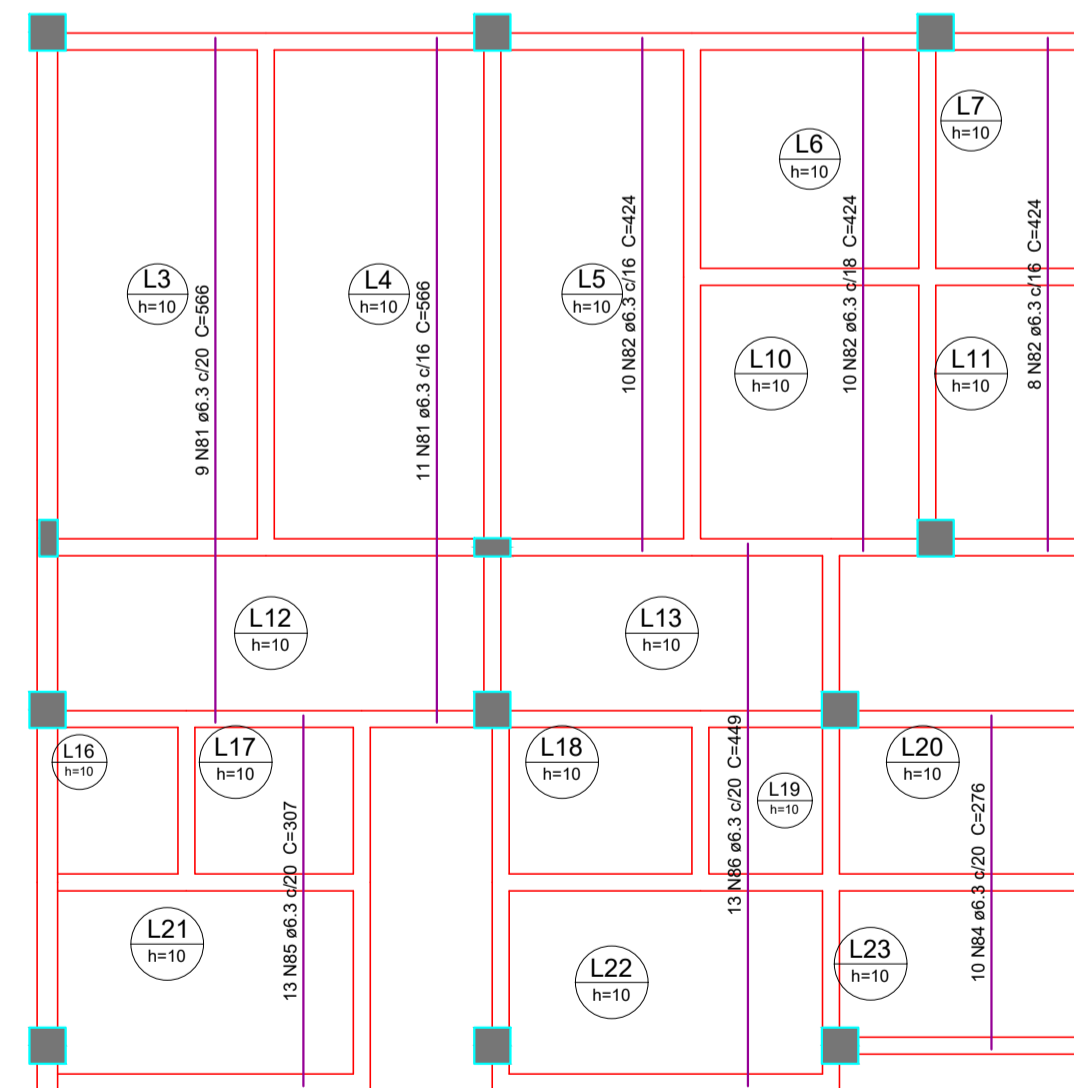 L7
h=10
L6
h=10
L3
h=10
L4
h=10
L5
h=10
9 N81 ø6.3 c/20 C=566
11 N81 ø6.3 c/16 C=566
10 N82 ø6.3 c/16 C=424
10 N82 ø6.3 c/18 C=424
8 N82 ø6.3 c/16 C=424
L10
h=10
L11
h=10
L12
h=10
L13
h=10
L16
h=10
L17
h=10
L18
h=10
L19
h=10
L20
h=10
13 N85 ø6.3 c/20 C=307
13 N86 ø6.3 c/20 C=449
10 N84 ø6.3 c/20 C=276
L21
h=10
L22
h=10
L23
h=10